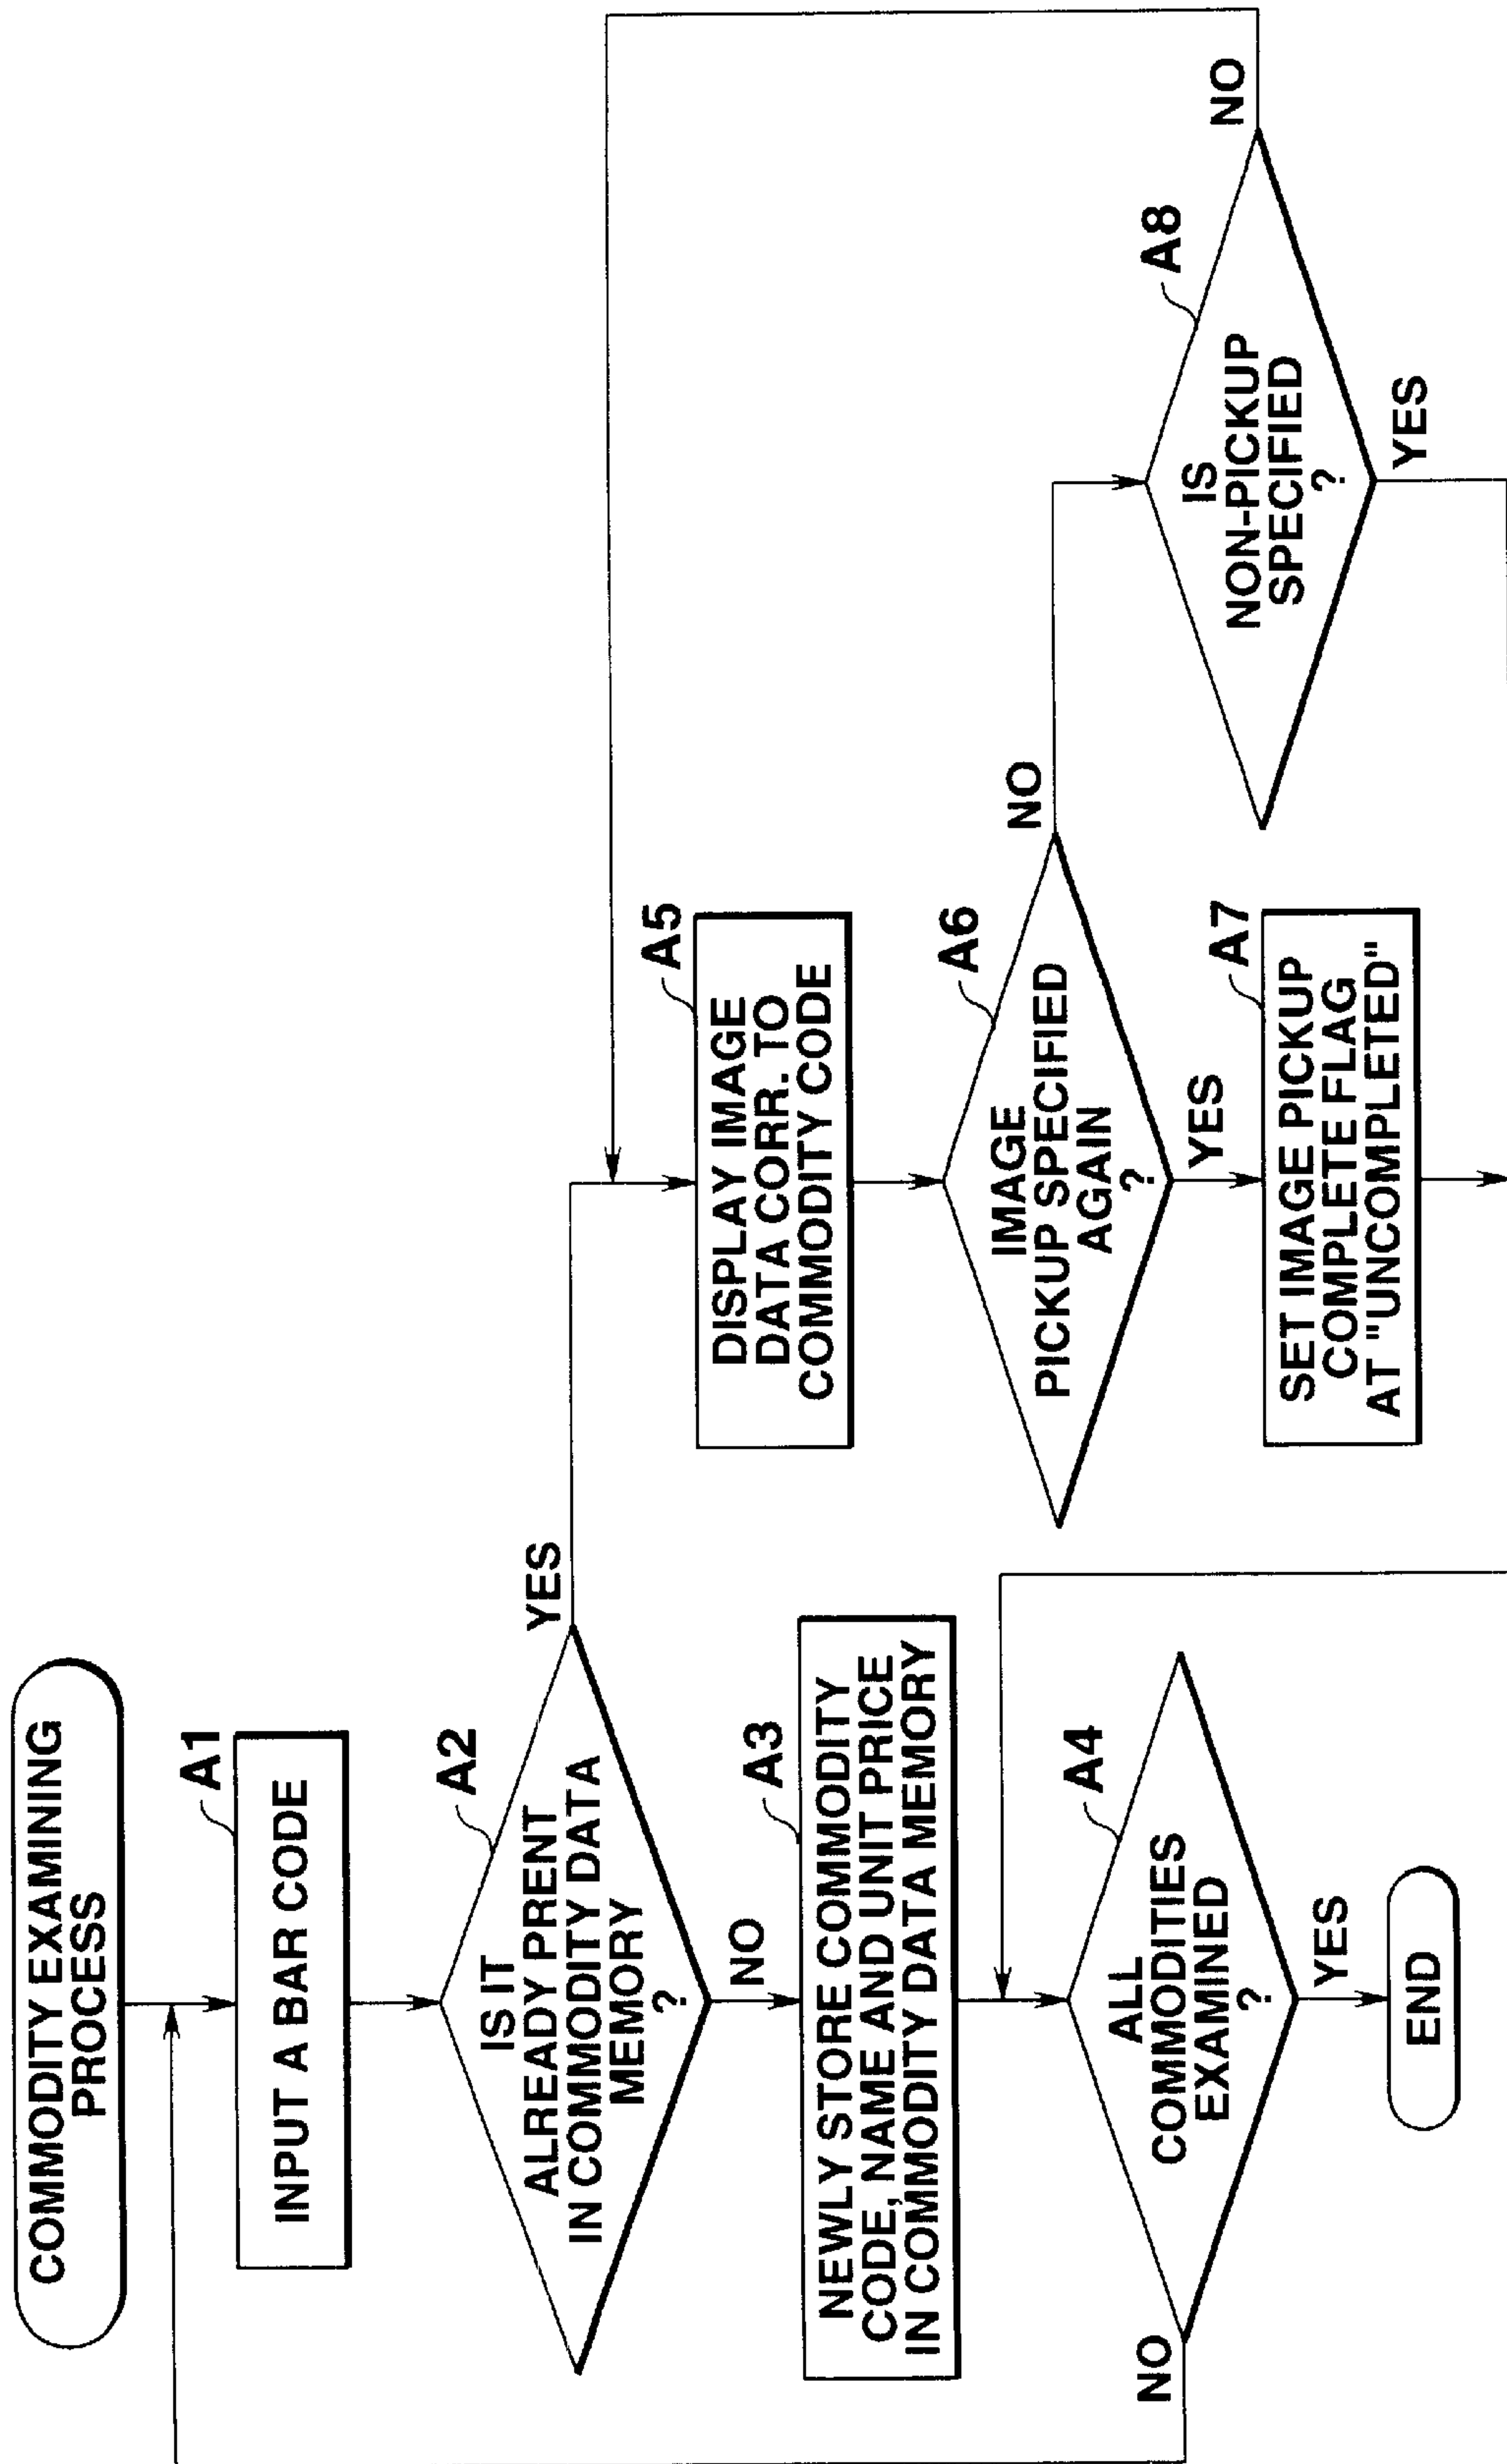 COMMODITY EXAMINING
PROCESS
A1
INPUT A BAR CODE
A2
IS IT
ALREADY PRENT
IN COMMODITY DATA
MEMORY
?
YES
NO
A3
NEWLY STORE COMMODITY
CODE, NAME AND UNIT PRICE
IN COMMODITY DATA MEMORY
A4
ALL
COMMODITIES
EXAMINED
?
NO
YES
END
A5
DISPLAY IMAGE
DATA CORR. TO
COMMODITY CODE
A6
IMAGE
PICKUP SPECIFIED
AGAIN
?
NO
YES
A7
SET IMAGE PICKUP
COMPLETE FLAG
AT "UNCOMPLETED"
A8
IS
NON-PICKUP
SPECIFIED
?
NO
YES